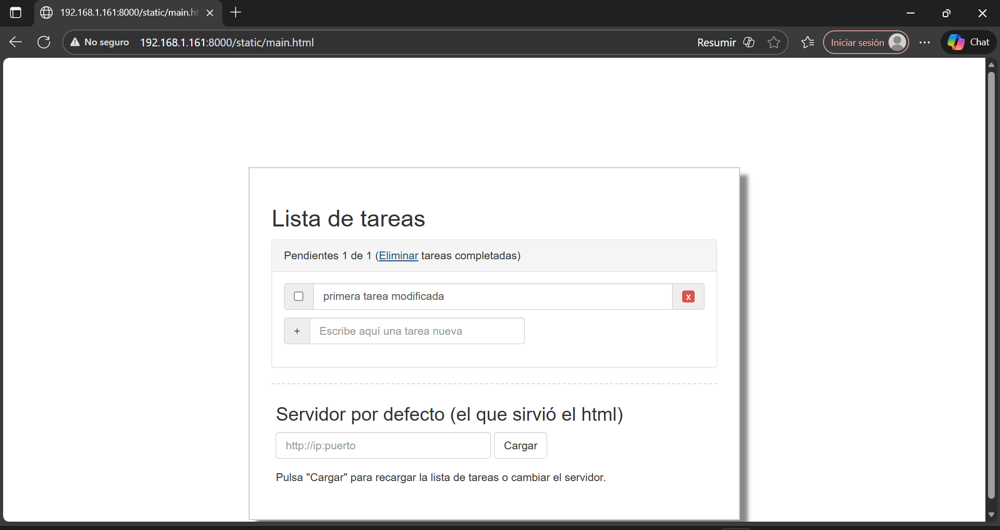 192.168.1.161:8000/static/main.ht
No seguro 192.168.1.161:8000/static/main.html Resumir Iniciar sesión Chat
Lista de tareas
Pendientes 1 de 1 (Eliminar tareas completadas)
primera tarea modificada x
+ Escribe aquí una tarea nueva
Servidor por defecto (el que sirvió el html)
http://ip:puerto Cargar
Pulsa "Cargar" para recargar la lista de tareas o cambiar el servidor.